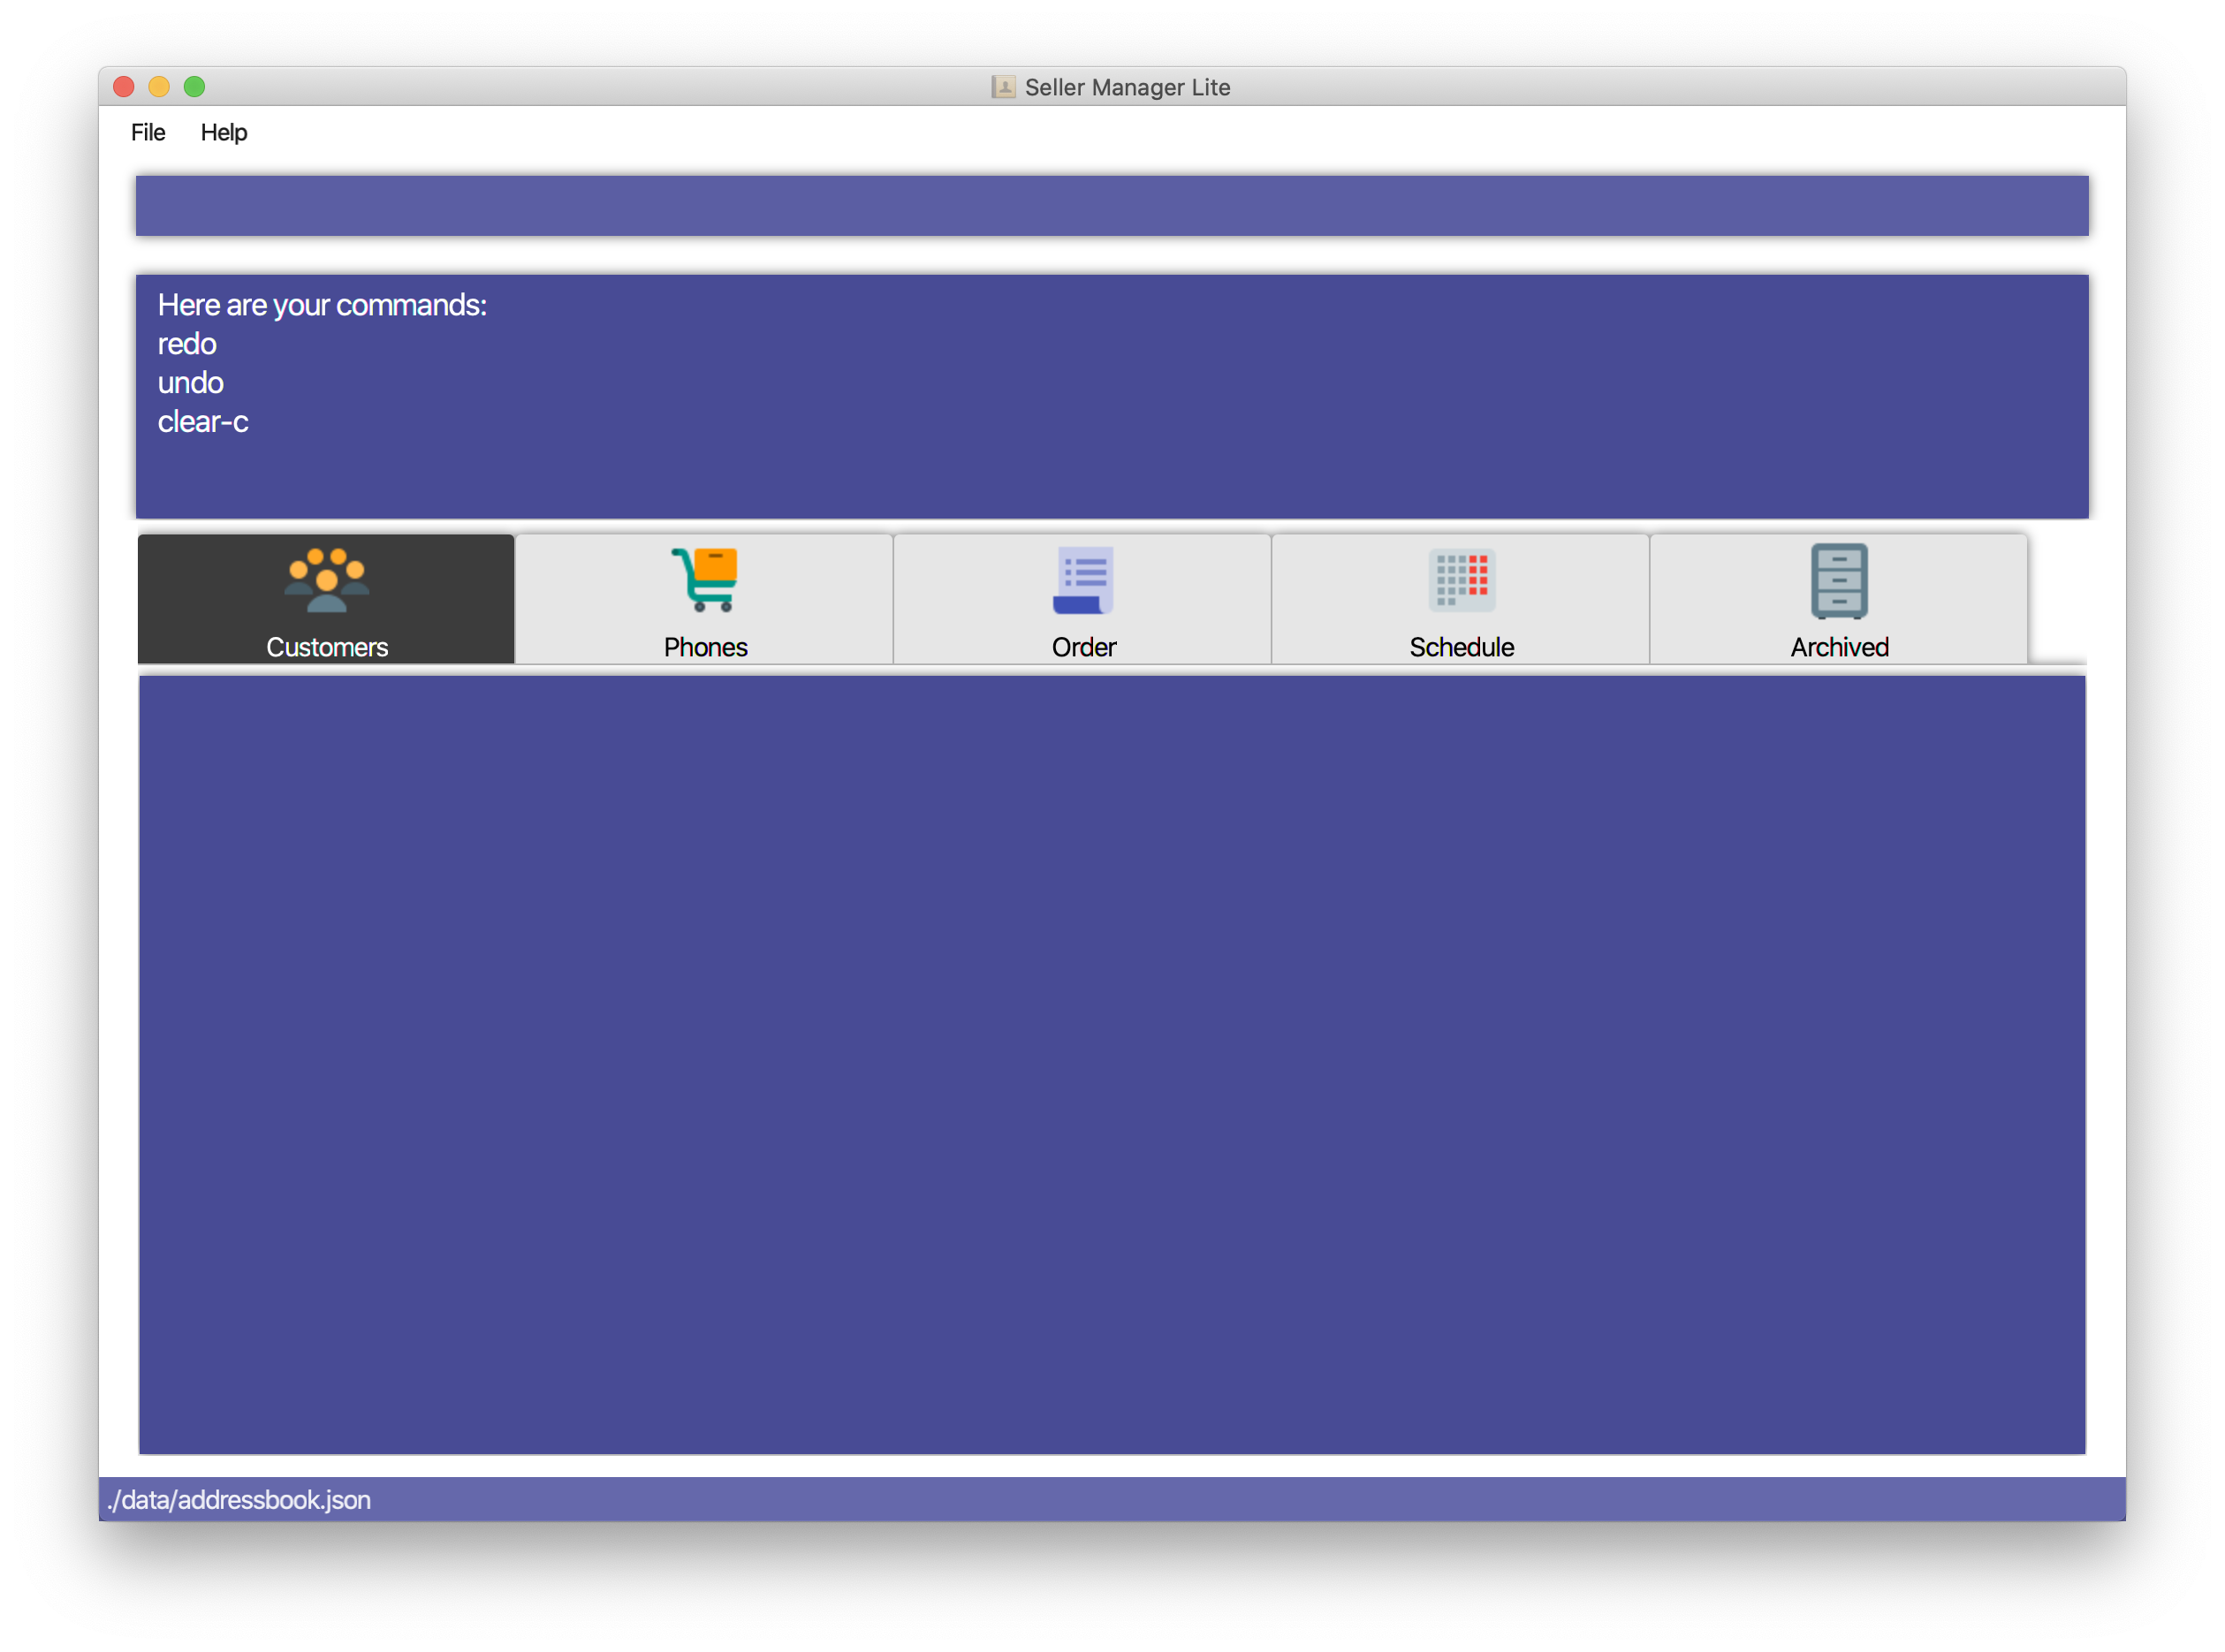 Seller Manager Lite
File Help
Here are your commands:
redo
undo
clear-c
Customers Phones Order Schedule Archived
./data/addressbook.json